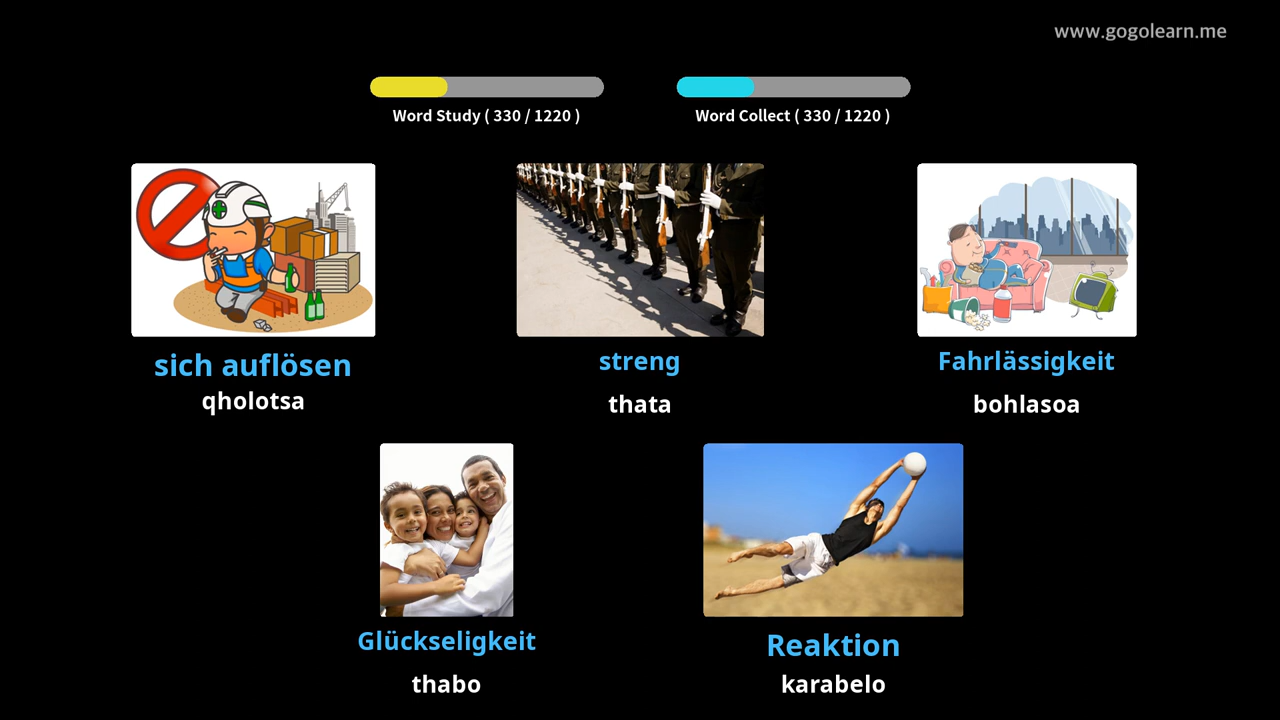 www.gogolearn.me
Word Study ( 330 / 1220 )
Word Collect ( 330 / 1220 )
sich auflösen
qholotsa
streng
thata
Fahrlässigkeit
bohlasoa
Glückseligkeit
thabo
Reaktion
karabelo